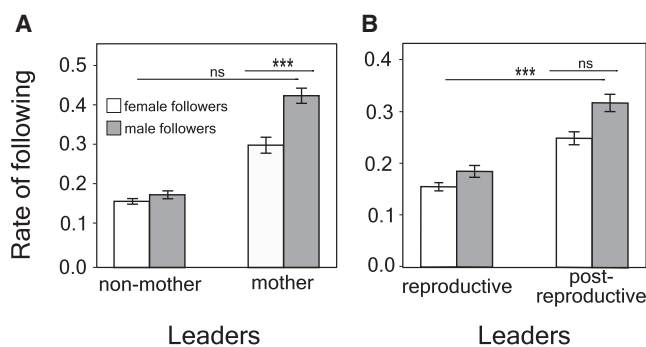 A
Rate of following
0.5
0.4
0.3
0.2
0.1
0.0
ns
***
female followers
male followers
non-mother
mother
Leaders
B
0.4
0.3
0.2
0.1
0.0
ns
***
reproductive
post-
reproductive
Leaders